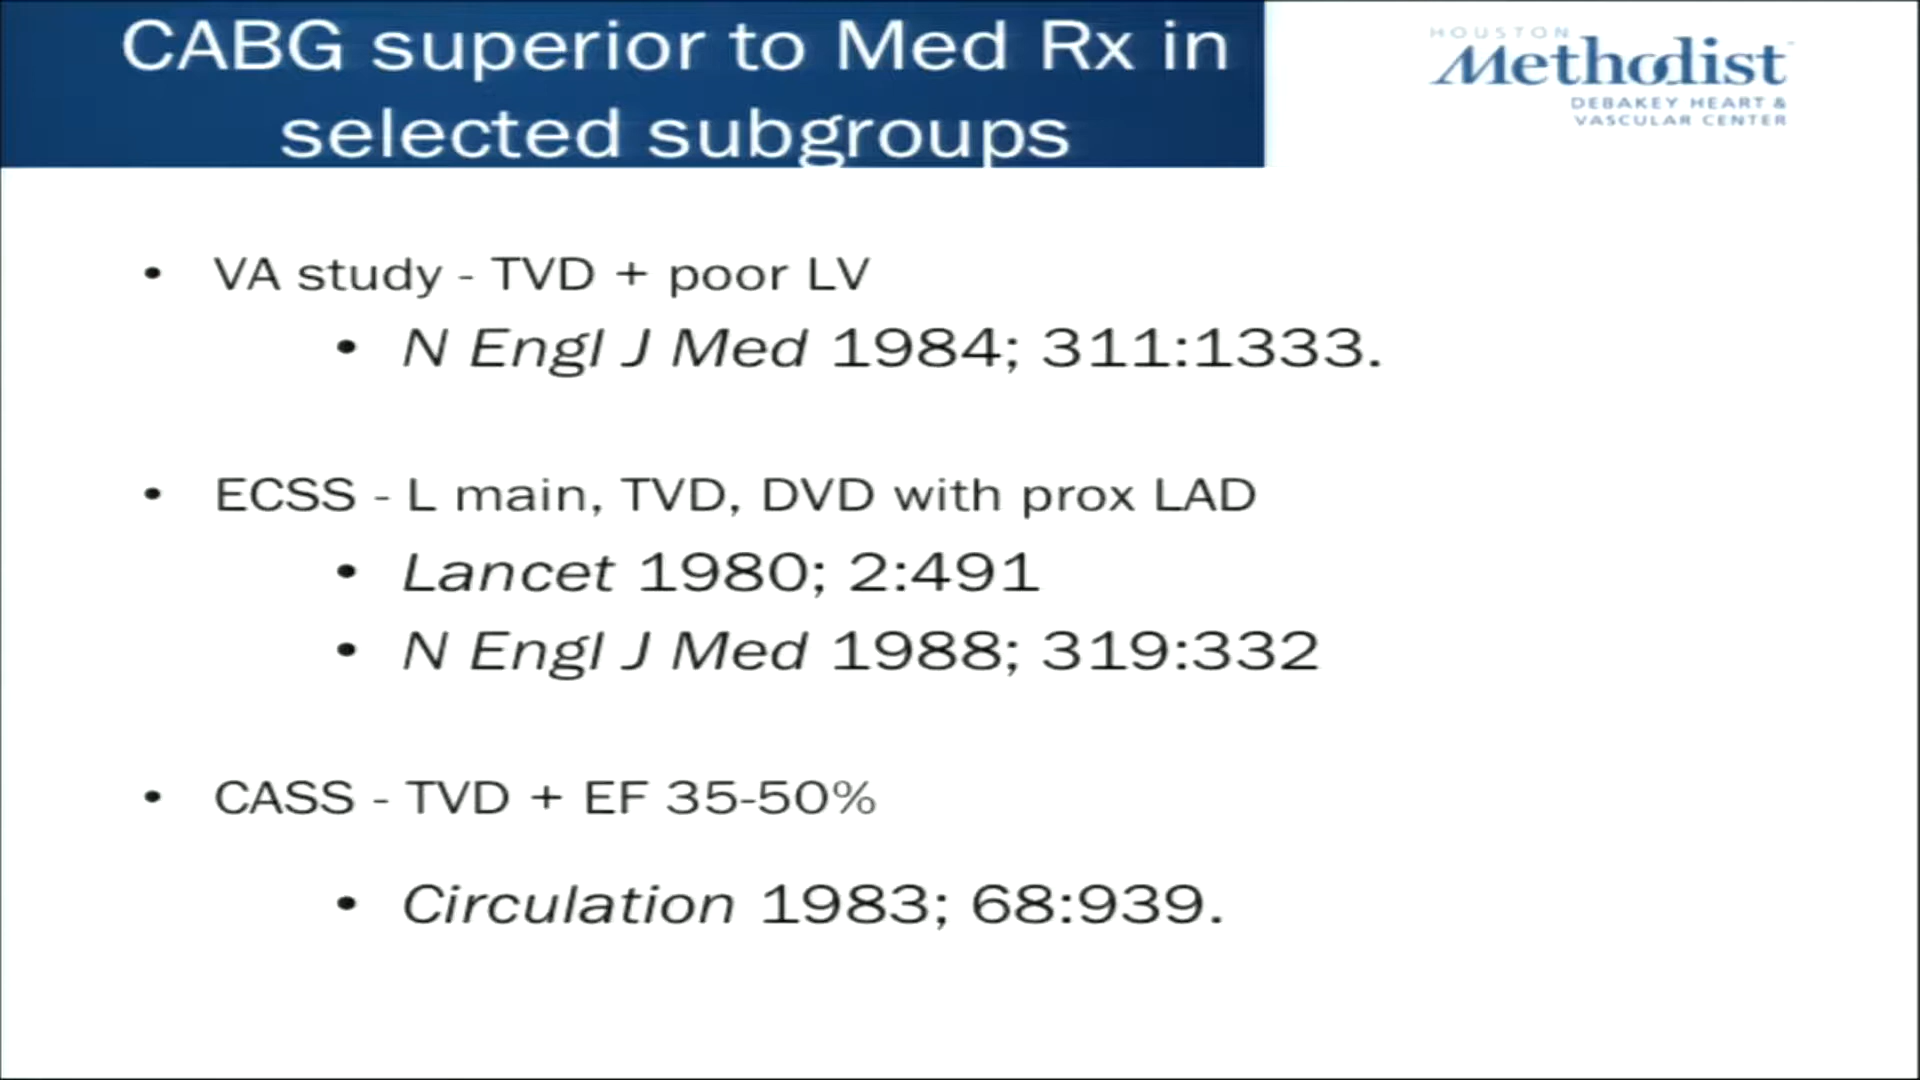 CABG superior to Med Rx in
selected subgroups
HOUSTON
Methodist
DEBAKEY HEART &
VASCULAR CENTER
• VA study - TVD + poor LV
• N Engl J Med 1984; 311:1333.
• ECSS - L main, TVD, DVD with prox LAD
• Lancet 1980; 2:491
• N Engl J Med 1988; 319:332
• CASS - TVD + EF 35-50%
• Circulation 1983; 68:939.